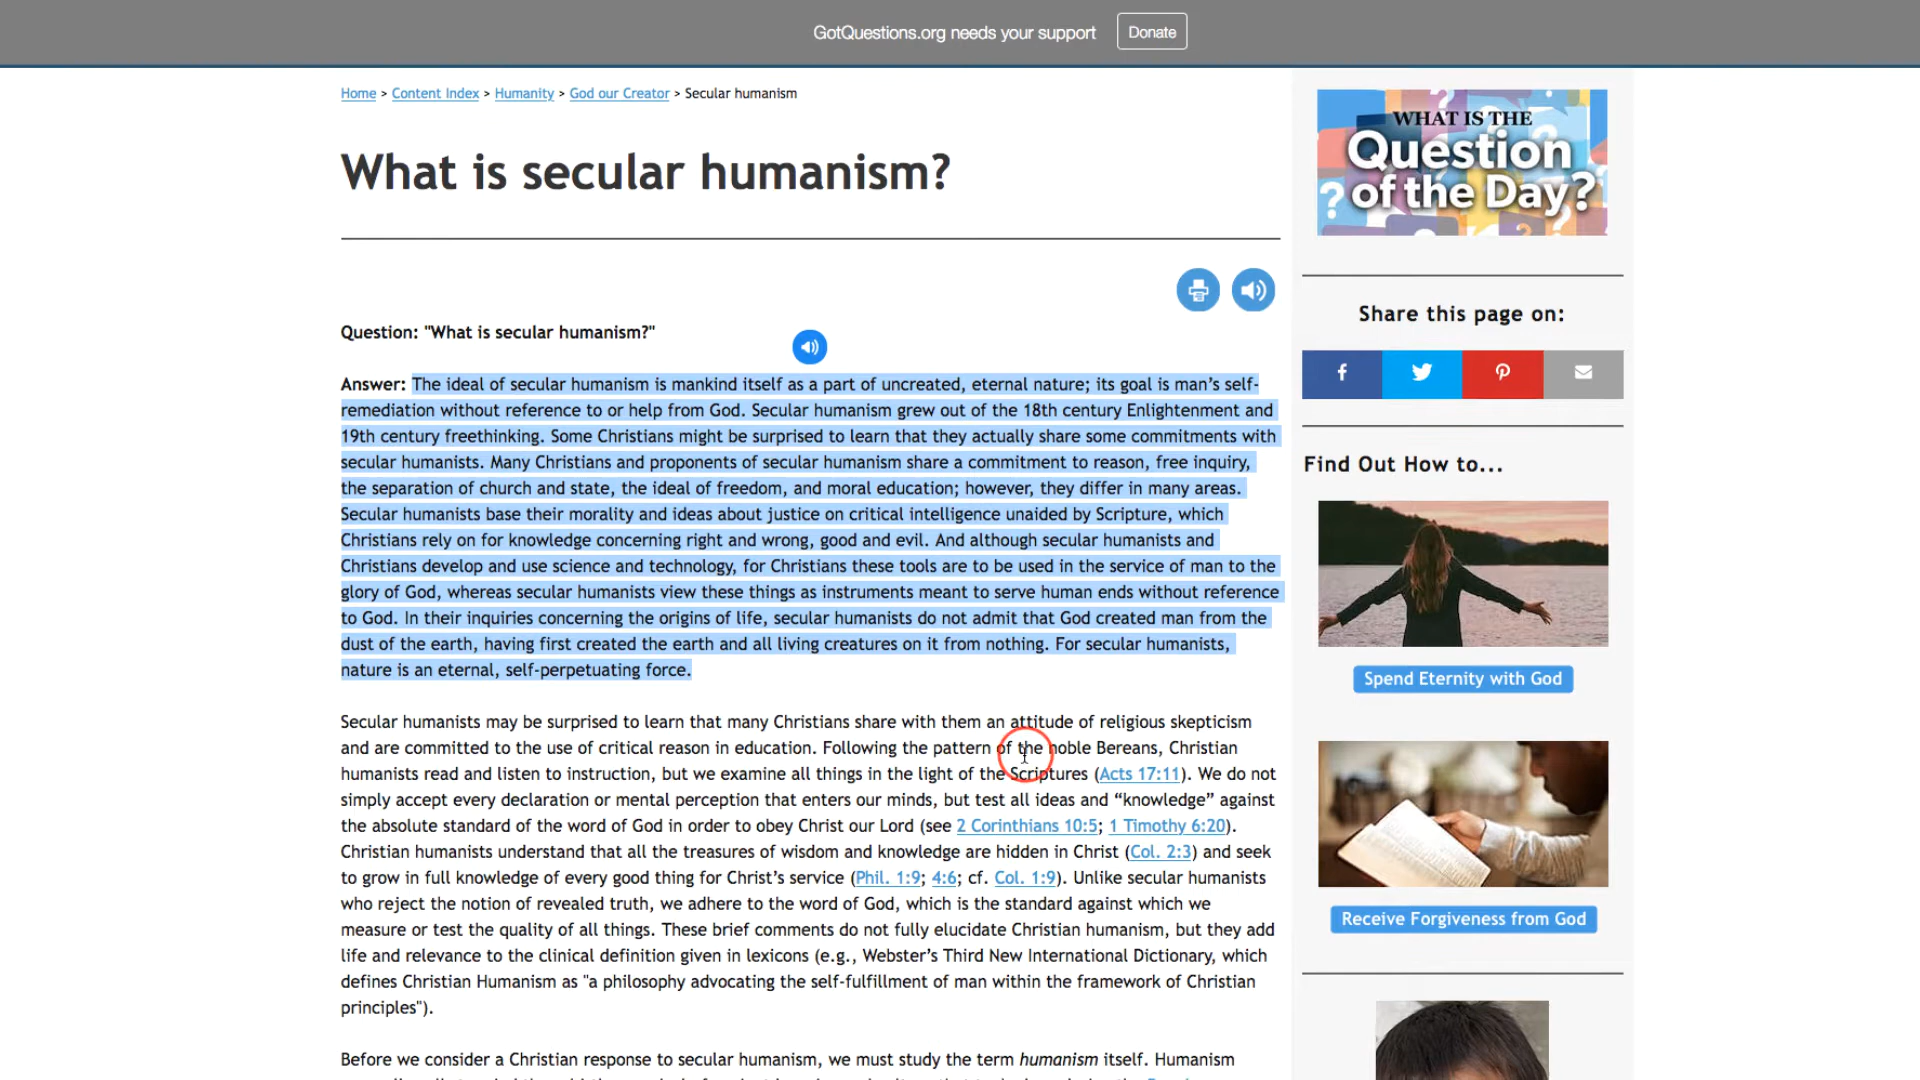 GotQuestions.org needs your support
Donate
Home > Content Index > Humanity > God our Creator > Secular humanism
What is secular humanism?
Question: "What is secular humanism?"
Answer: The ideal of secular humanism is mankind itself as a part of uncreated, eternal nature; its goal is man’s self-
remediation without reference to or help from God. Secular humanism grew out of the 18th century Enlightenment and
19th century freethinking. Some Christians might be surprised to learn that they actually share some commitments with
secular humanists. Many Christians and proponents of secular humanism share a commitment to reason, free inquiry,
the separation of church and state, the ideal of freedom, and moral education; however, they differ in many areas.
Secular humanists base their morality and ideas about justice on critical intelligence unaided by Scripture, which
Christians rely on for knowledge concerning right and wrong, good and evil. And although secular humanists and
Christians develop and use science and technology, for Christians these tools are to be used in the service of man to the
glory of God, whereas secular humanists view these things as instruments meant to serve human ends without reference
to God. In their inquiries concerning the origins of life, secular humanists do not admit that God created man from the
dust of the earth, having first created the earth and all living creatures on it from nothing. For secular humanists,
nature is an eternal, self-perpetuating force.
Secular humanists may be surprised to learn that many Christians share with them an attitude of religious skepticism
and are committed to the use of critical reason in education. Following the pattern of the noble Bereans, Christian
humanists read and listen to instruction, but we examine all things in the light of the Scriptures (Acts 17:11). We do not
simply accept every declaration or mental perception that enters our minds, but test all ideas and “knowledge” against
the absolute standard of the word of God in order to obey Christ our Lord (see 2 Corinthians 10:5; 1 Timothy 6:20).
Christian humanists understand that all the treasures of wisdom and knowledge are hidden in Christ (Col. 2:3) and seek
to grow in full knowledge of every good thing for Christ’s service (Phil. 1:9; 4:6; cf. Col. 1:9). Unlike secular humanists
who reject the notion of revealed truth, we adhere to the word of God, which is the standard against which we
measure or test the quality of all things. These brief comments do not fully elucidate Christian humanism, but they add
life and relevance to the clinical definition given in lexicons (e.g., Webster’s Third New International Dictionary, which
defines Christian Humanism as "a philosophy advocating the self-fulfillment of man within the framework of Christian
principles").
Before we consider a Christian response to secular humanism, we must study the term humanism itself. Humanism
WHAT IS THE
Question
of the Day?
Share this page on:
Find Out How to...
Spend Eternity with God
Receive Forgiveness from God